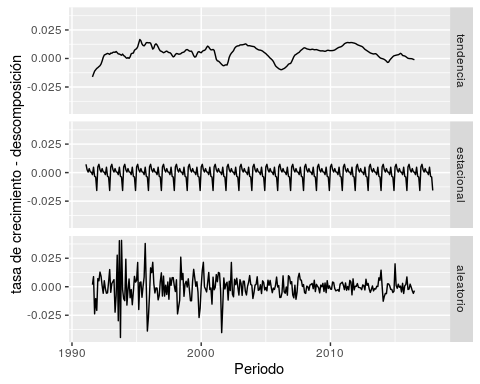 tasa de crecimiento - descomposición
0.025
0.000
-0.025
tendencia
0.025
0.000
-0.025
estacional
0.025
0.000
-0.025
aleatorio
1990 2000 2010
Periodo